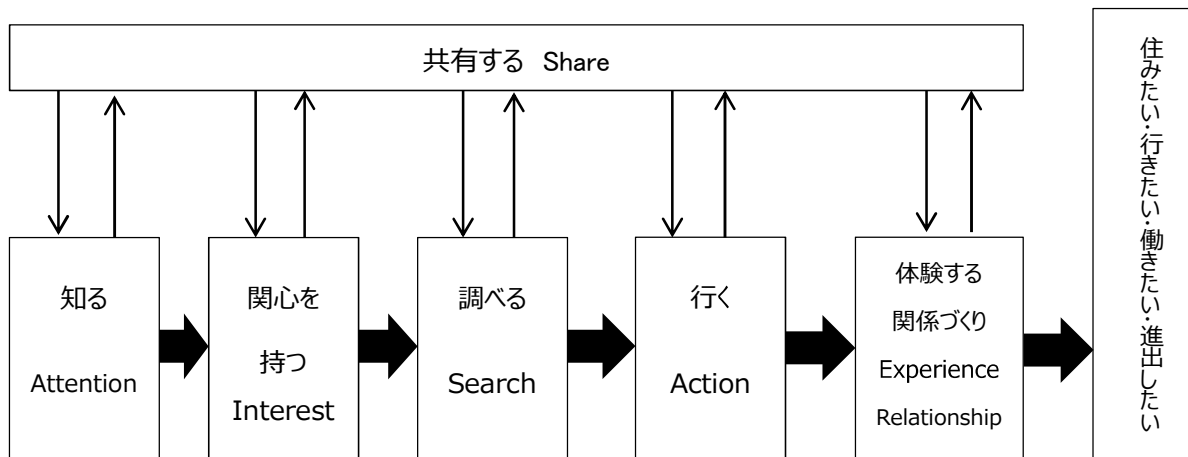 共有する Share
知る
Attention
関心を
持つ
Interest
調べる
Search
行く
Action
体験する
関係づくり
Experience
Relationship
住みたい・行きたい・働きたい・進出したい